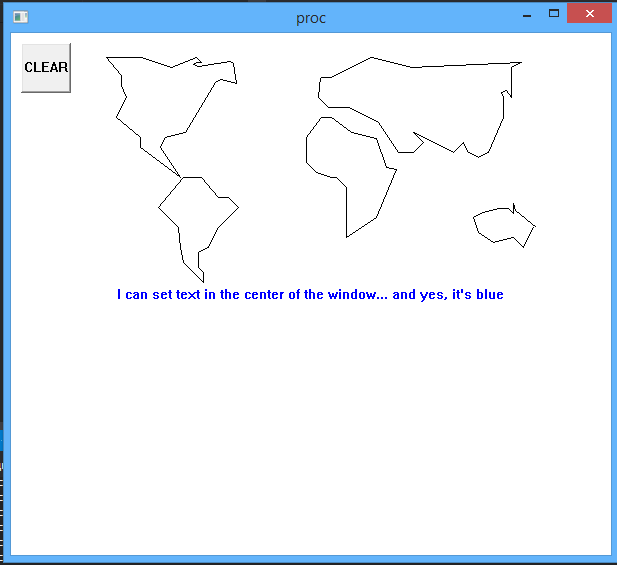 proc
CLEAR
I can set text in the center of the window... and yes, it's blue